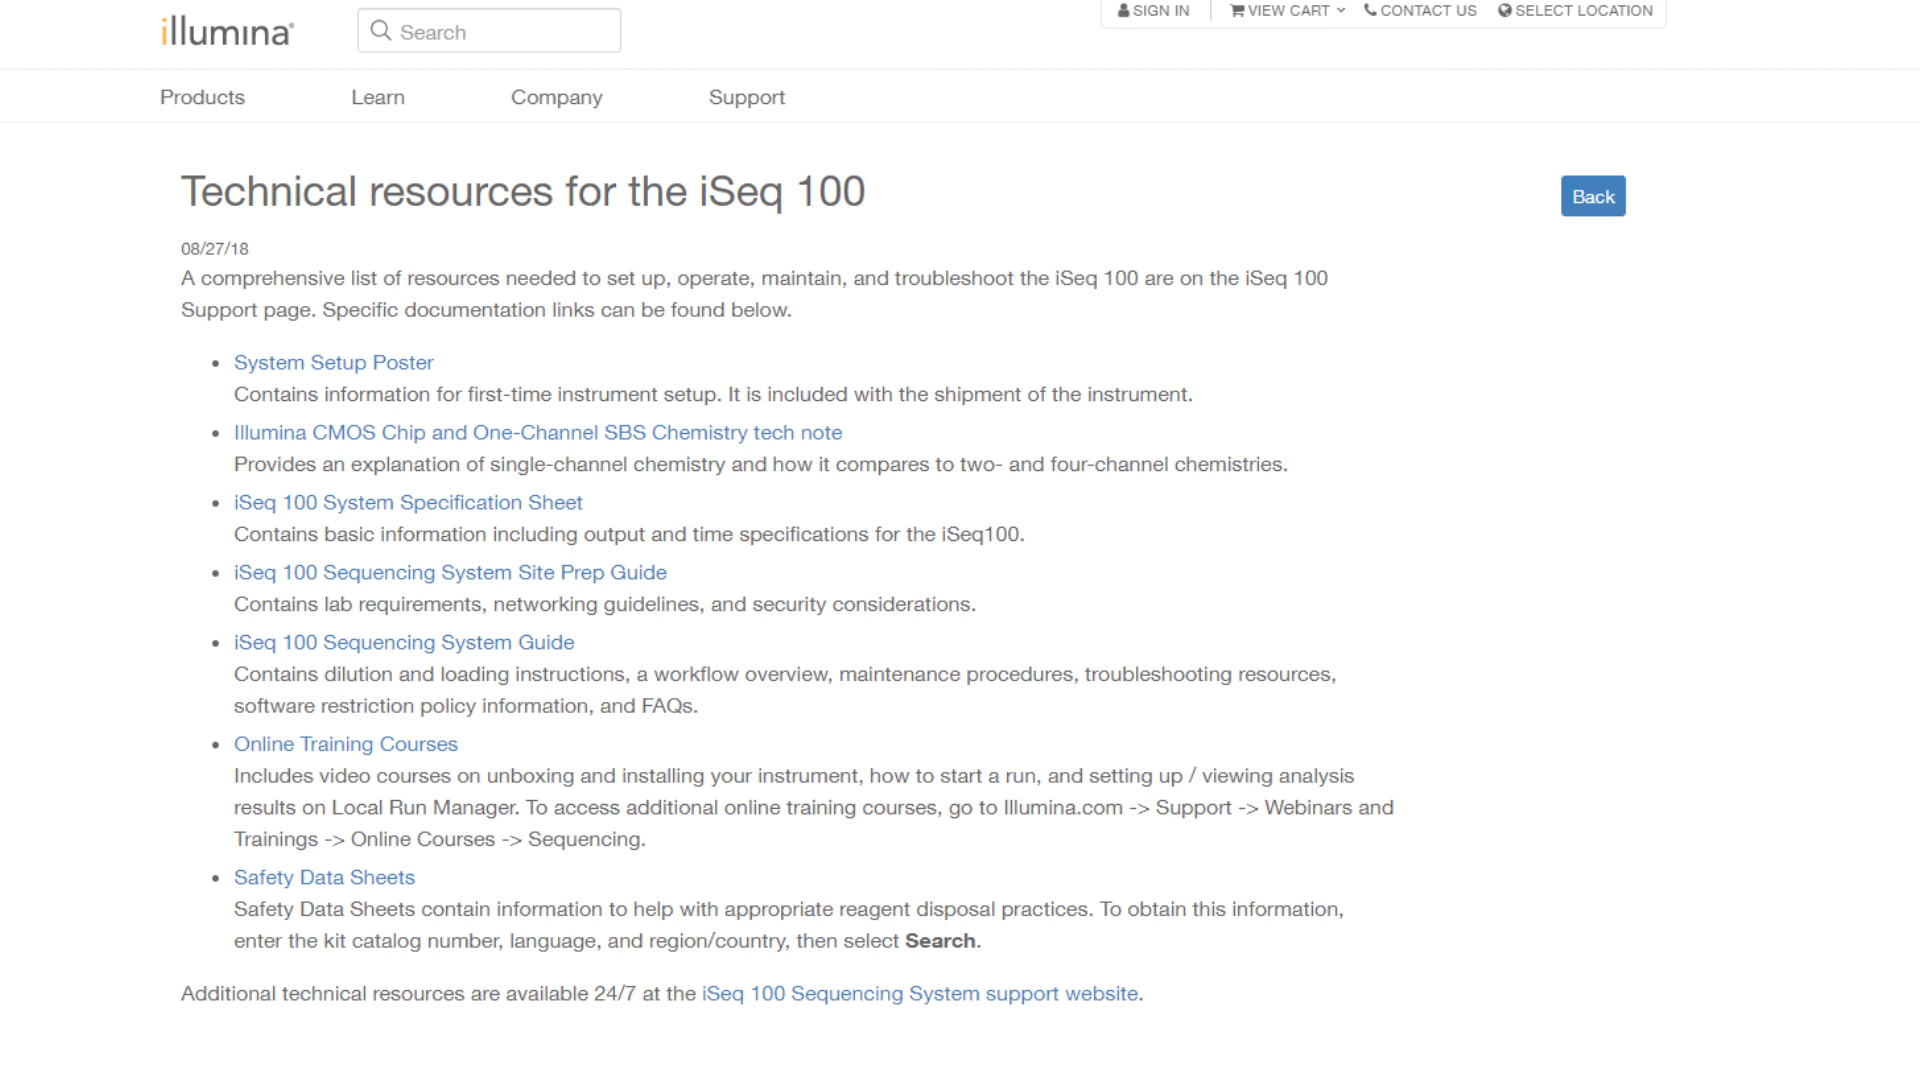 illumina®
Search
SIGN IN
VIEW CART
CONTACT US
SELECT LOCATION
Products
Learn
Company
Support
Technical resources for the iSeq 100
Back
08/27/18
A comprehensive list of resources needed to set up, operate, maintain, and troubleshoot the iSeq 100 are on the iSeq 100
Support page. Specific documentation links can be found below.
• System Setup Poster
Contains information for first-time instrument setup. It is included with the shipment of the instrument.
• Illumina CMOS Chip and One-Channel SBS Chemistry tech note
Provides an explanation of single-channel chemistry and how it compares to two- and four-channel chemistries.
• iSeq 100 System Specification Sheet
Contains basic information including output and time specifications for the iSeq100.
• iSeq 100 Sequencing System Site Prep Guide
Contains lab requirements, networking guidelines, and security considerations.
• iSeq 100 Sequencing System Guide
Contains dilution and loading instructions, a workflow overview, maintenance procedures, troubleshooting resources,
software restriction policy information, and FAQs.
• Online Training Courses
Includes video courses on unboxing and installing your instrument, how to start a run, and setting up / viewing analysis
results on Local Run Manager. To access additional online training courses, go to Illumina.com -> Support -> Webinars and
Trainings -> Online Courses -> Sequencing.
• Safety Data Sheets
Safety Data Sheets contain information to help with appropriate reagent disposal practices. To obtain this information,
enter the kit catalog number, language, and region/country, then select Search.
Additional technical resources are available 24/7 at the iSeq 100 Sequencing System support website.